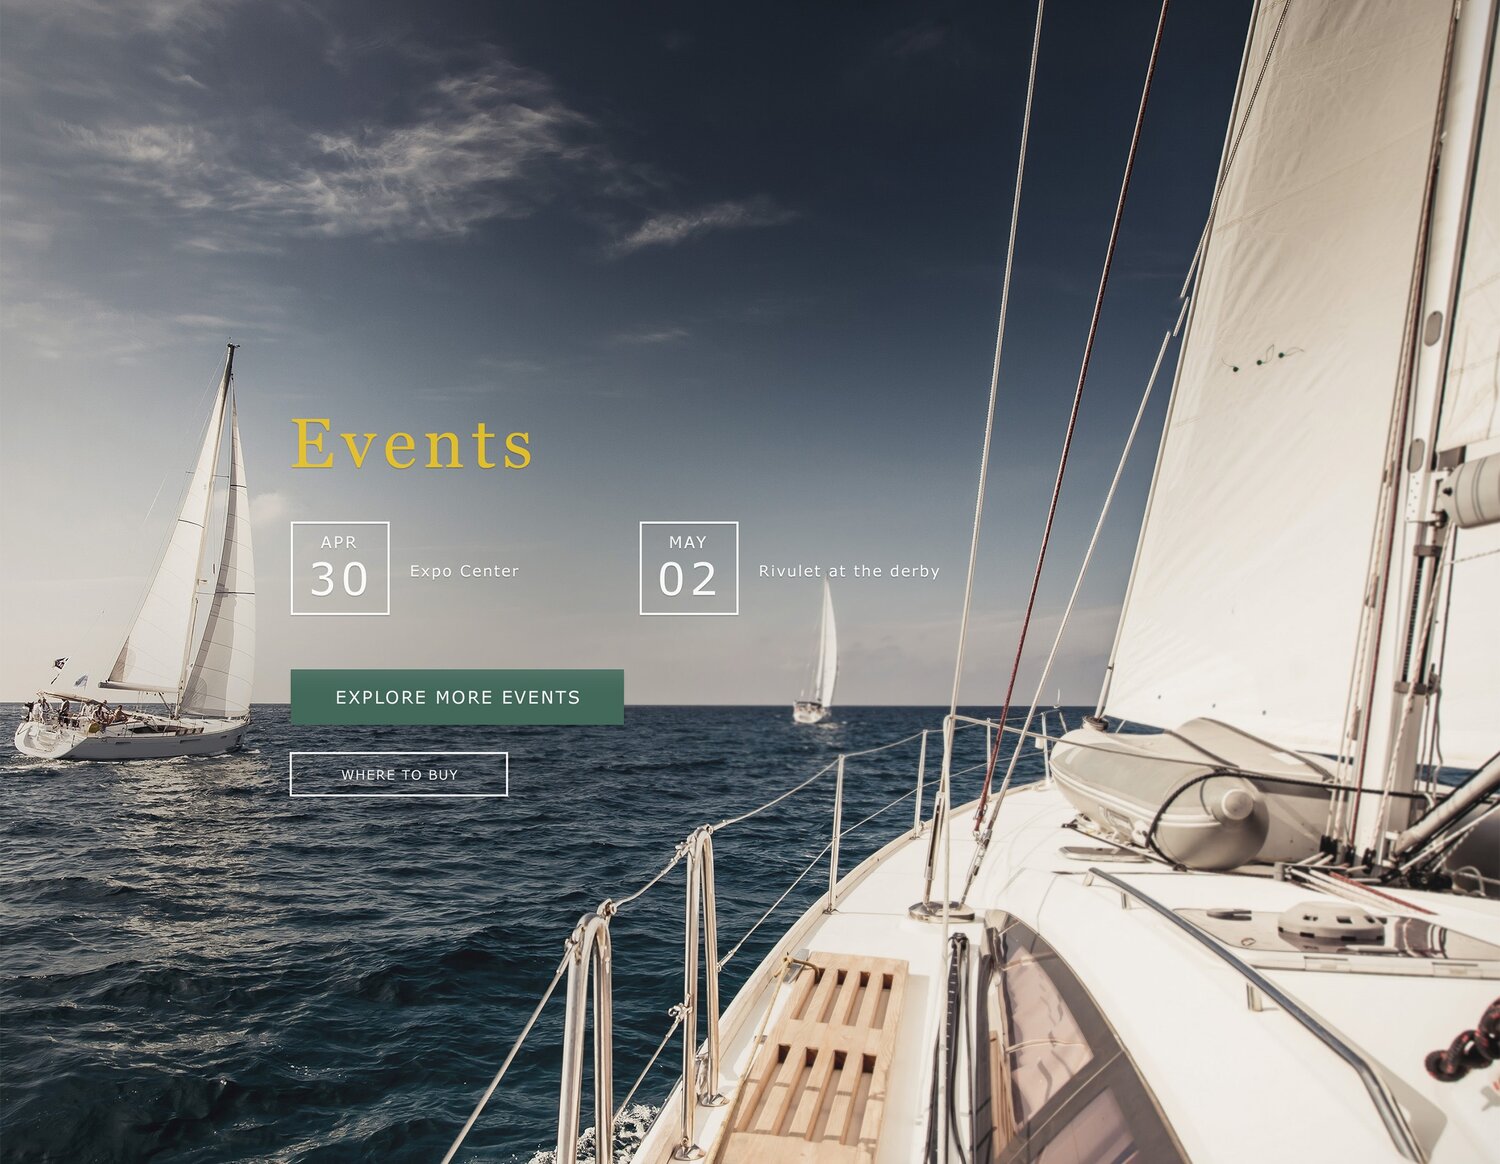 Events
APR
30
Expo Center
MAY
02
Rivulet at the derby
EXPLORE MORE EVENTS
WHERE TO BUY